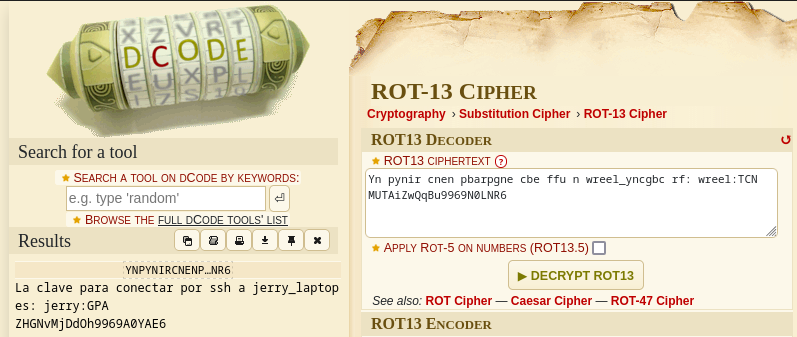 DCODE
Search for a tool
★ SEARCH A TOOL ON DCODE BY KEYWORDS:
e.g. type 'random'
★ BROWSE THE FULL DCODE TOOLS' LIST
Results
YNPYNIRCNENP…NR6
La clave para conectar por ssh a jerry_laptop
es: jerry:GPA
ZHGNvMjDdOh9969A0YAE6
ROT-13 CIPHER
Cryptography › Substitution Cipher › ROT-13 Cipher
ROT13 DECODER
★ ROT13 CIPHERTEXT ?
Yn pynir cnen pbarpgne cbe ffu n wreel_yncgbc rf: wreel:TCN
MUTAiZwQqBu9969N0LNR6
★ APPLY ROT-5 ON NUMBERS (ROT13.5)
▶ DECRYPT ROT13
See also: ROT Cipher — Caesar Cipher — ROT-47 Cipher
ROT13 ENCODER